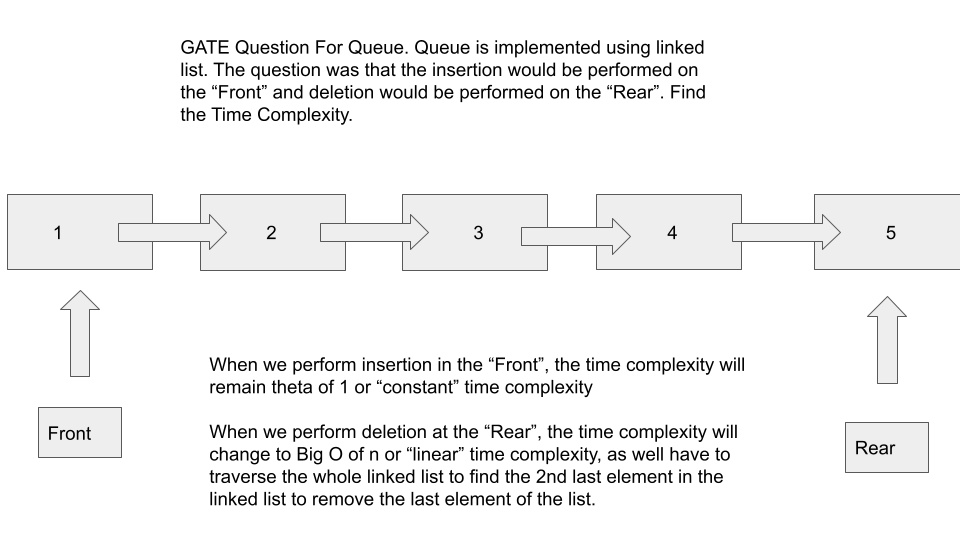 GATE Question For Queue. Queue is implemented using linked
list. The question was that the insertion would be performed on
the “Front” and deletion would be performed on the “Rear”. Find
the Time Complexity.
1
2
3
4
5
When we perform insertion in the “Front”, the time complexity will
remain theta of 1 or “constant” time complexity
When we perform deletion at the “Rear”, the time complexity will
change to Big O of n or “linear” time complexity, as well have to
traverse the whole linked list to find the 2nd last element in the
linked list to remove the last element of the list.
Front
Rear